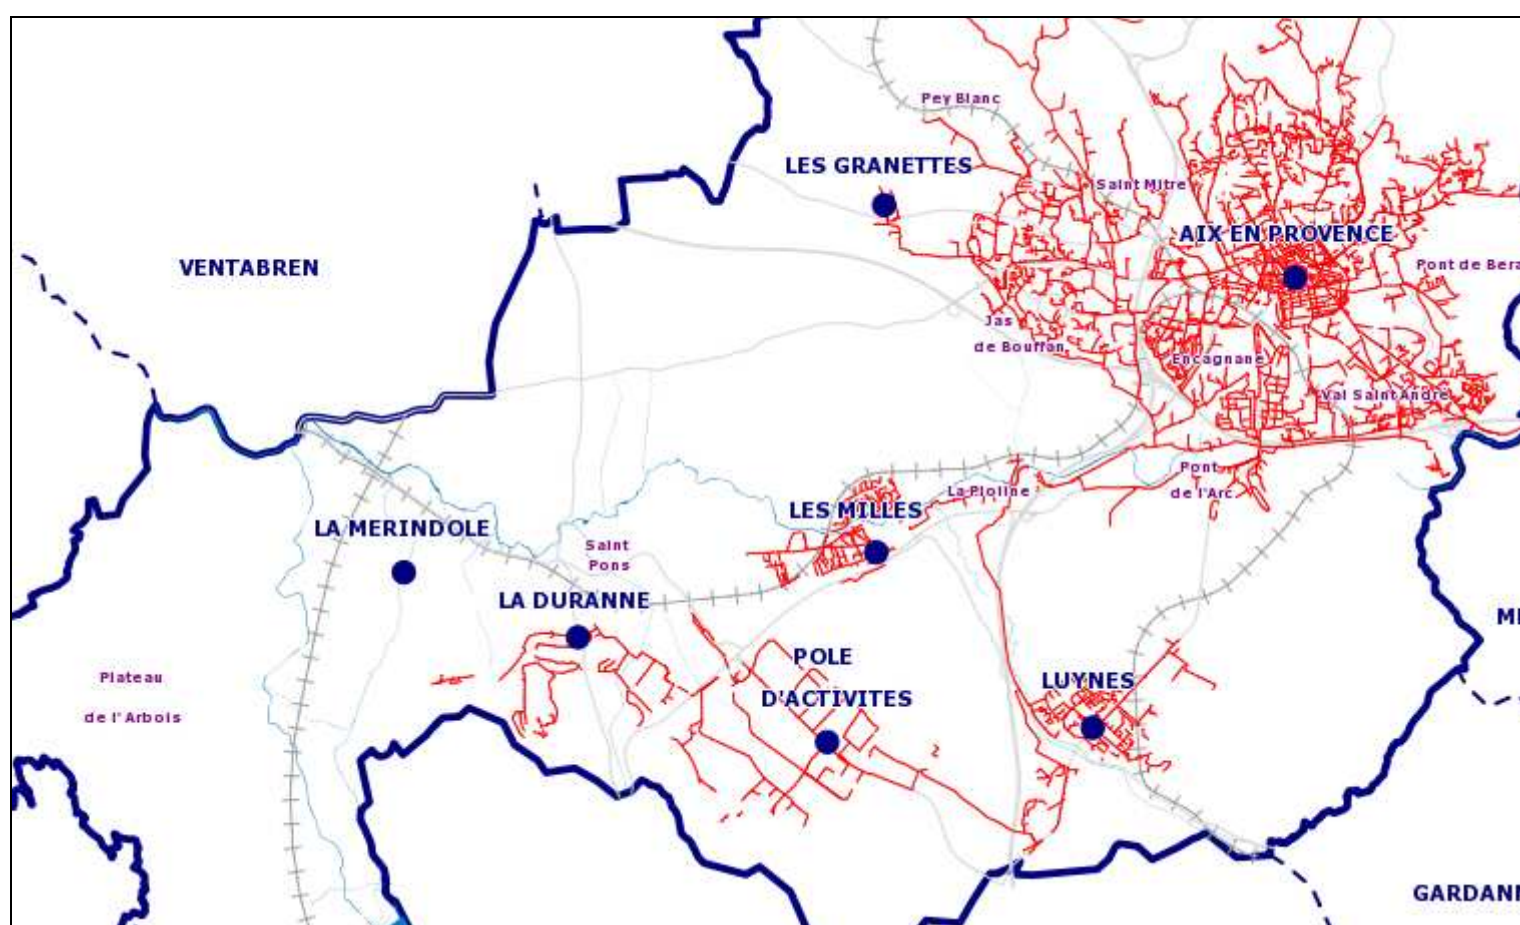 Pey Blanc
LES GRANETTES
Saint Mitre
AIX EN PROVENCE
VENTABREN
Pont de Bera
Jas
de Bouffan
Encagnane
Val Saint André
Pont
de l'Arc
La Pioline
LES MILLES
LA MERINDOLE
Saint
Pons
LA DURANNE
Plateau
de l'Arbois
POLE
D'ACTIVITES
LUYNES
GARDAN